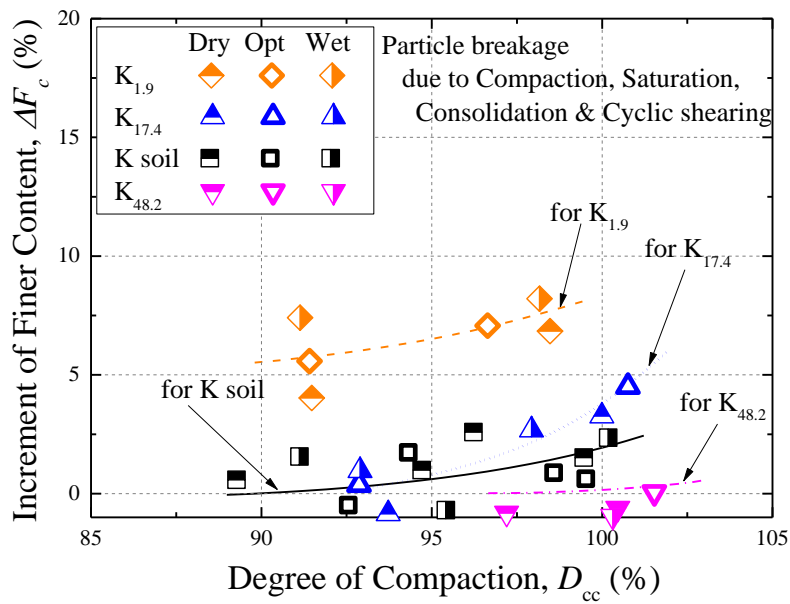 Dry Opt Wet
K1.9
K17.4
K soil
K48.2
Particle breakage
due to Compaction, Saturation,
Consolidation & Cyclic shearing
for K1.9
for K17.4
for K soil
for K48.2
20
15
10
5
0
85 90 95 100 105
Increment of Finer Content, ΔFc (%)
Degree of Compaction, Dcc (%)